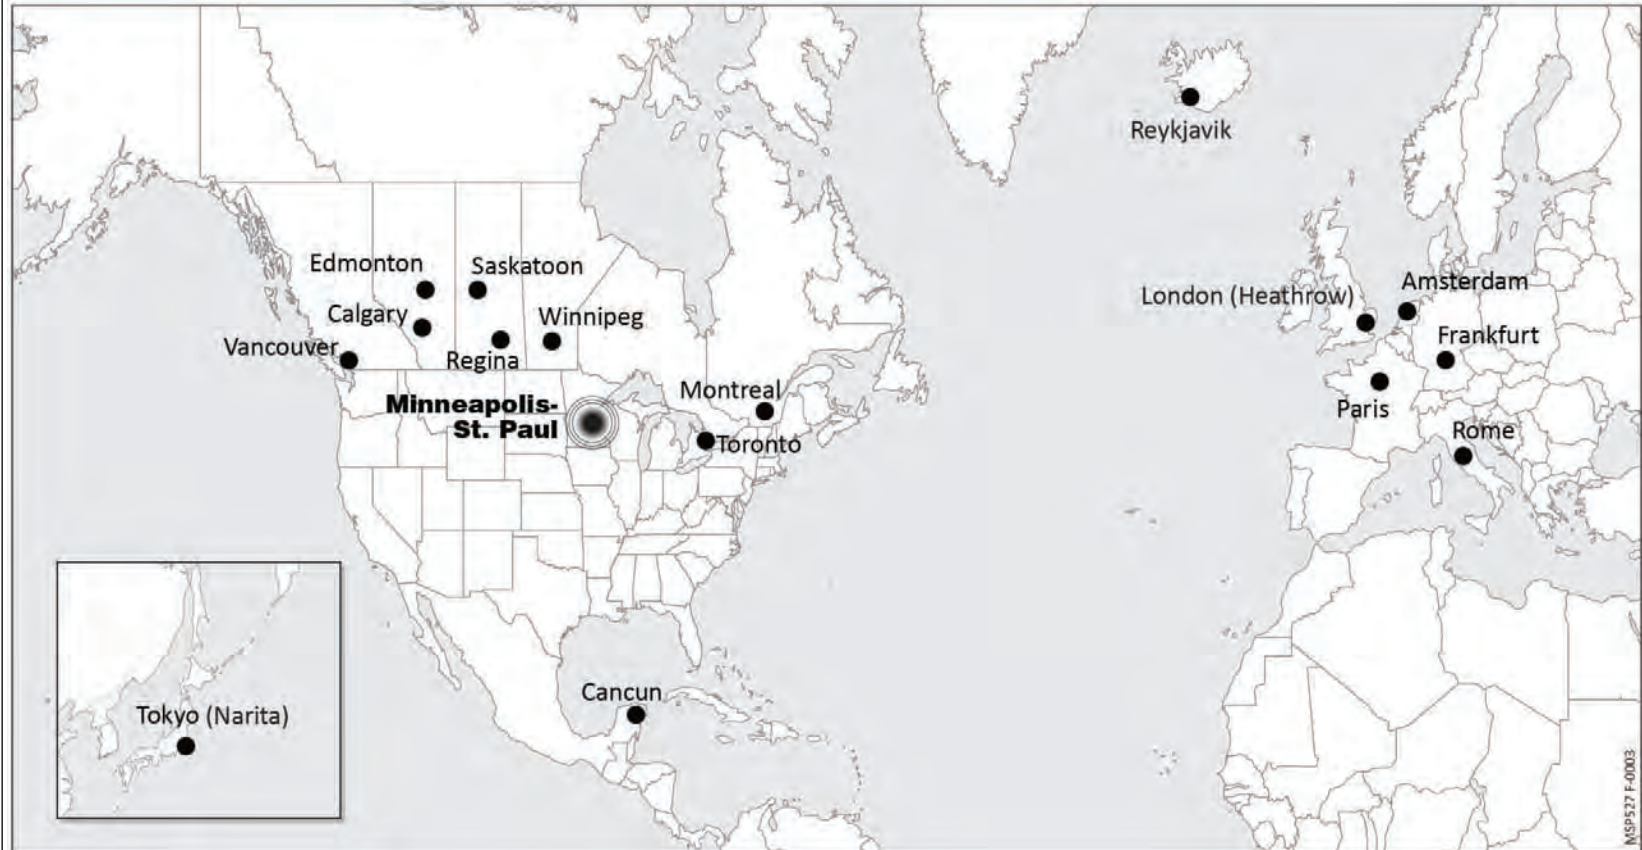 Reykjavik
Edmonton
Saskatoon
Amsterdam
London (Heathrow)
Calgary
Winnipeg
Frankfurt
Vancouver
Regina
Montreal
Paris
Minneapolis-
St. Paul
Toronto
Rome
Cancun
Tokyo (Narita)
MSP527 F-0003